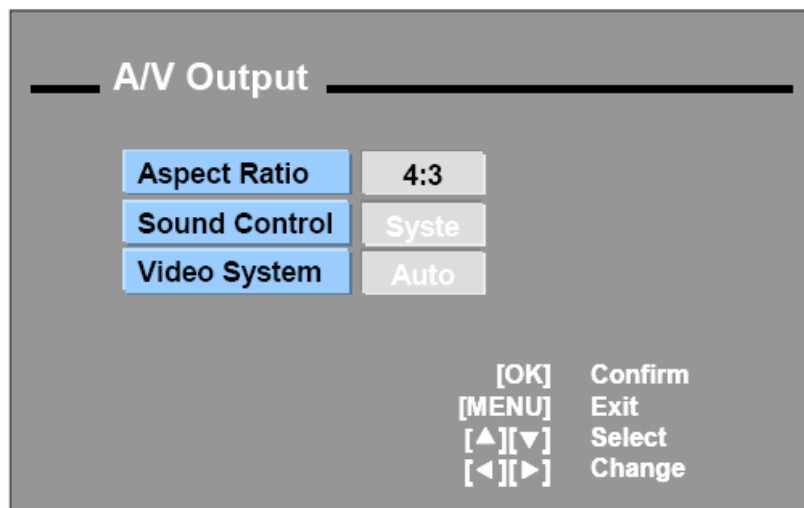 A/V Output
Aspect Ratio 4:3
Sound Control Syste
Video System Auto
[OK] Confirm
[MENU] Exit
[▲][▼] Select
[◄][►] Change